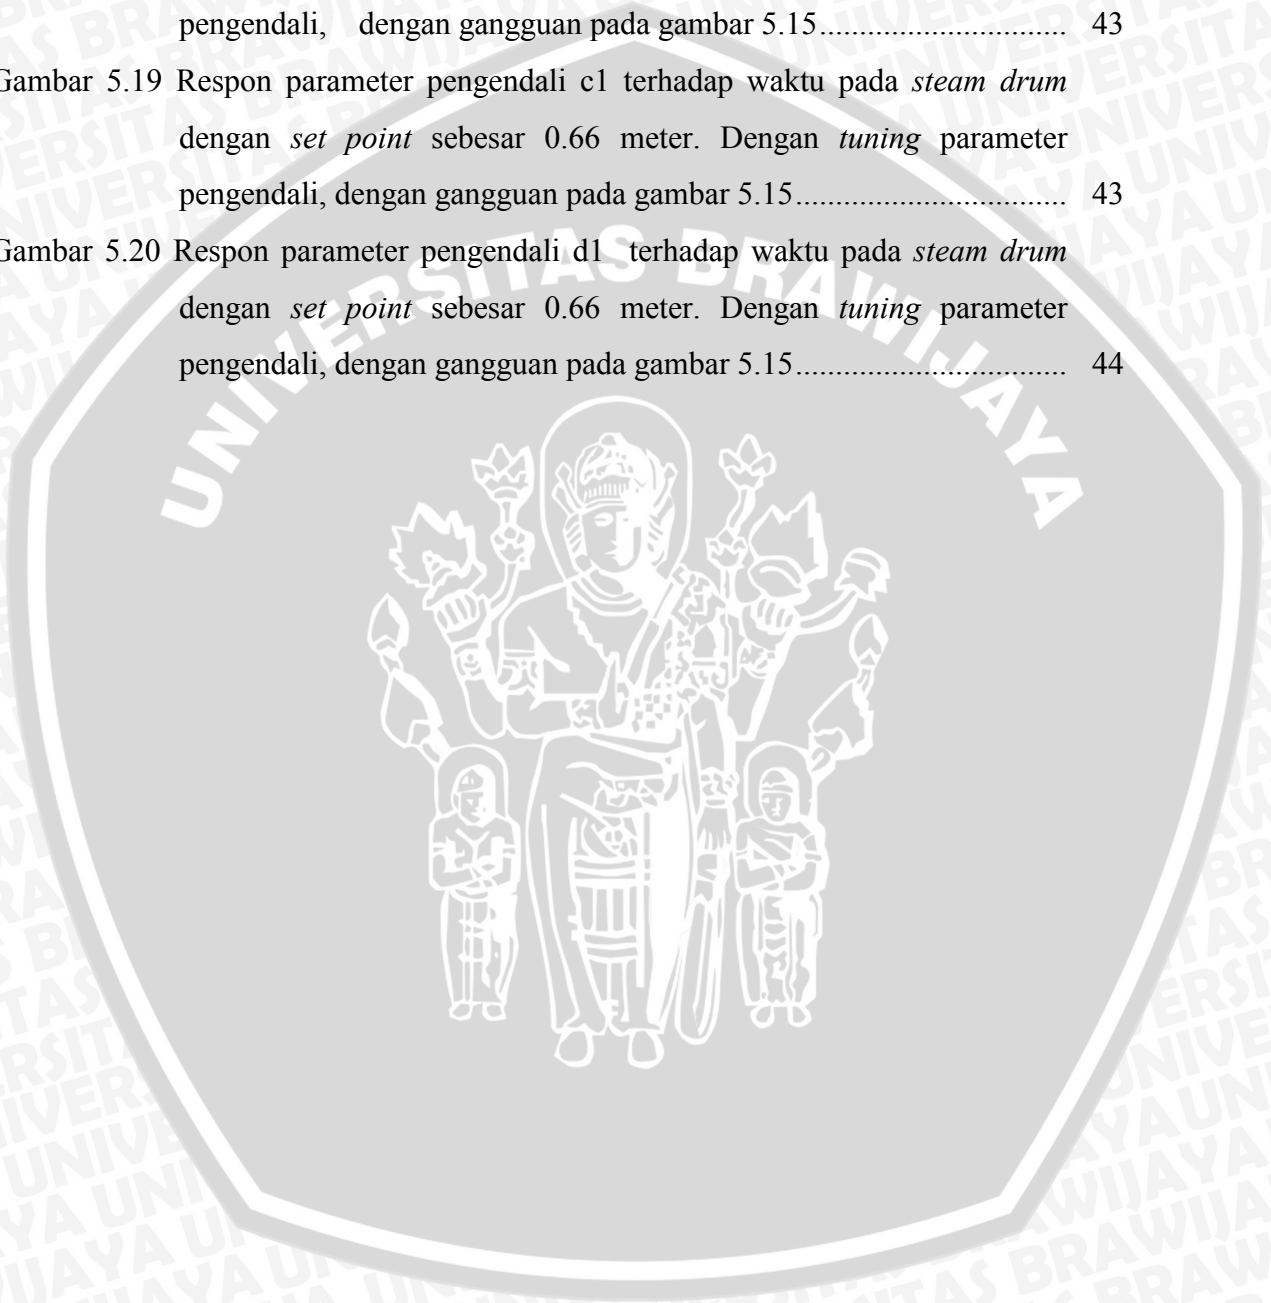 pengendali, dengan gangguan pada gambar 5.15............................... 43
Gambar 5.19 Respon parameter pengendali c1 terhadap waktu pada steam drum
dengan set point sebesar 0.66 meter. Dengan tuning parameter
pengendali, dengan gangguan pada gambar 5.15.................................. 43
Gambar 5.20 Respon parameter pengendali d1 terhadap waktu pada steam drum
dengan set point sebesar 0.66 meter. Dengan tuning parameter
pengendali, dengan gangguan pada gambar 5.15.................................. 44
UNIVERSITAS BRAWIJAYA